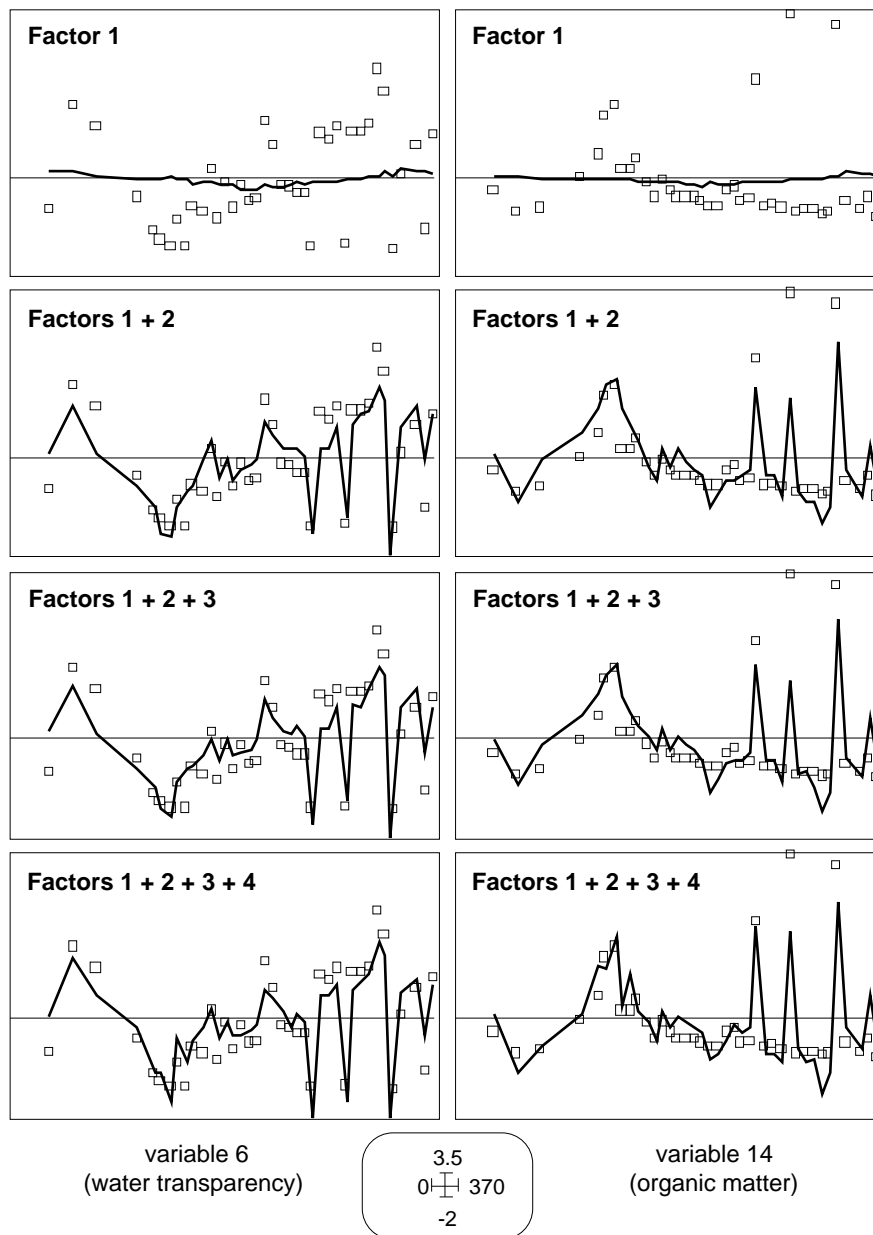 Factor 1
Factor 1
Factors 1 + 2
Factors 1 + 2
Factors 1 + 2 + 3
Factors 1 + 2 + 3
Factors 1 + 2 + 3 + 4
Factors 1 + 2 + 3 + 4
variable 6
(water transparency)
3.5
0 370
-2
variable 14
(organic matter)